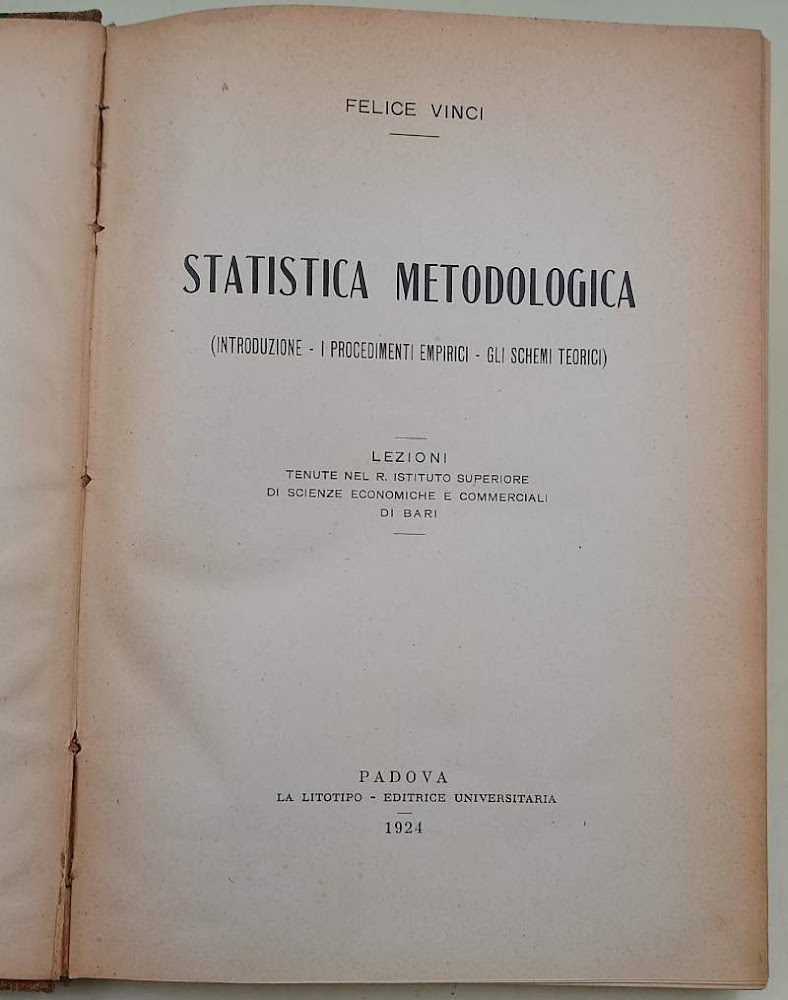 FELICE VINCI
STATISTICA METODOLOGICA
(INTRODUZIONE - I PROCEDIMENTI EMPIRICI - GLI SCHEMI TEORICI)
LEZIONI
TENUTE NEL R. ISTITUTO SUPERIORE
DI SCIENZE ECONOMICHE E COMMERCIALI
DI BARI
PADOVA
LA LITOTIPO - EDITRICE UNIVERSITARIA
1924